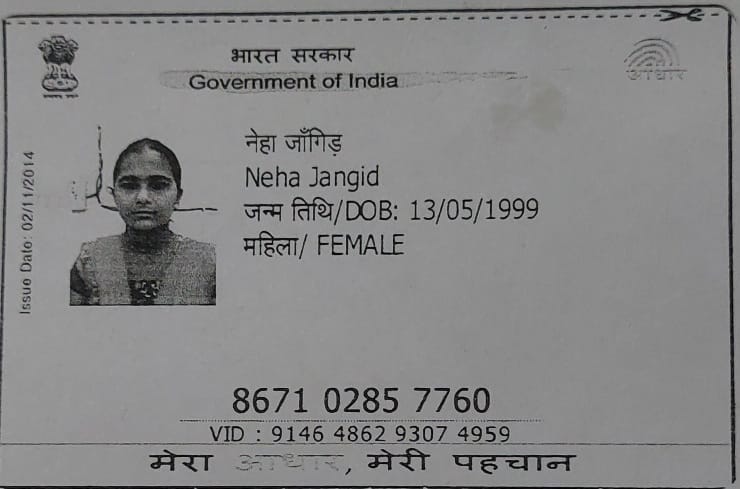 भारत सरकार
Government of India
आधार
Issue Date: 02/11/2014
नेहा जाँगिड़
Neha Jangid
जन्म तिथि/DOB: 13/05/1999
महिला/ FEMALE
8671 0285 7760
VID : 9146 4862 9307 4959
मेरा आधार, मेरी पहचान